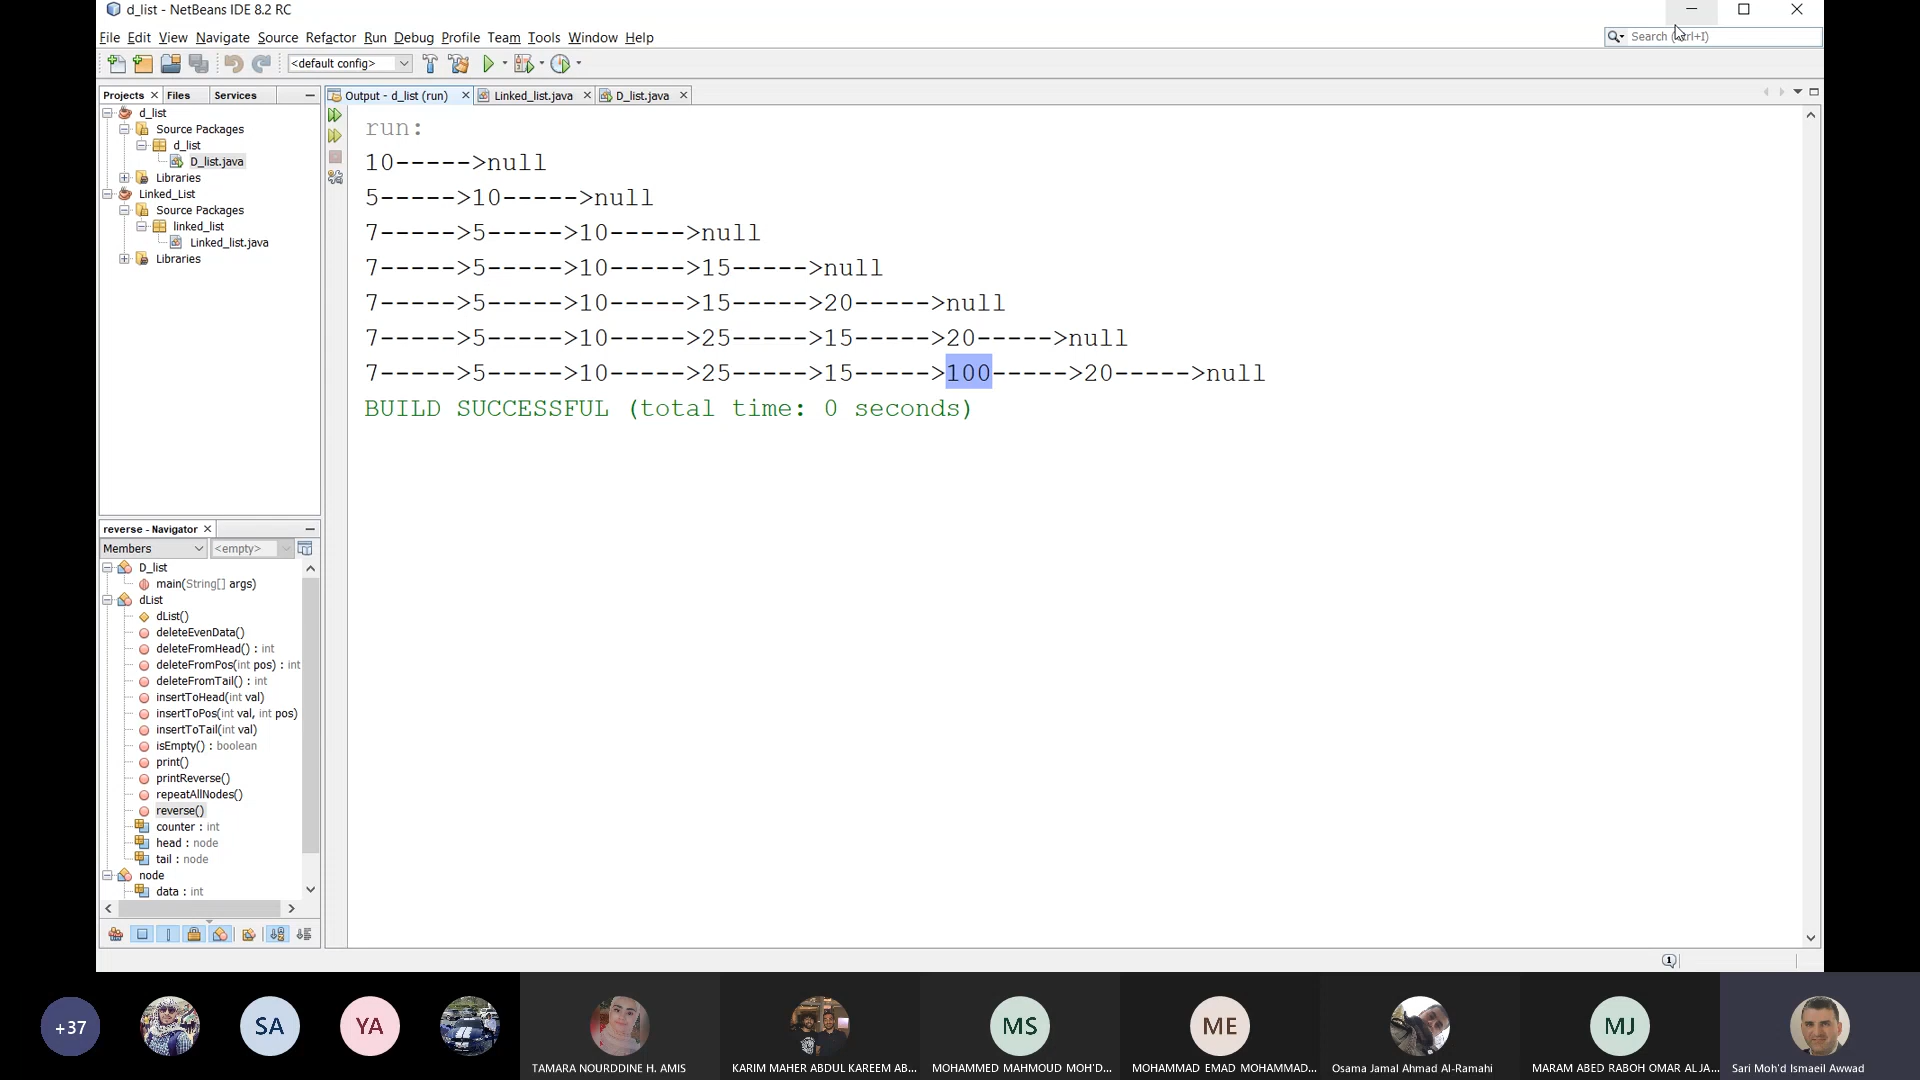 d_list - NetBeans IDE 8.2 RC
File Edit View Navigate Source Refactor Run Debug Profile Team Tools Window Help
Search (Ctrl+I)
<default config>
Projects Files Services
Output - d_list (run) Linked_list.java D_list.java
d_list
Source Packages
d_list
D_list.java
Libraries
Linked_List
Source Packages
linked_list
Linked_list.java
Libraries
run:
10----->null
5----->10----->null
7----->5----->10----->null
7----->5----->10----->15----->null
7----->5----->10----->15----->20----->null
7----->5----->10----->25----->15----->20----->null
7----->5----->10----->25----->15----->100----->20----->null
BUILD SUCCESSFUL (total time: 0 seconds)
reverse - Navigator
Members <empty>
D_list
main(String[] args)
dList
dList()
deleteEvenData()
deleteFromHead() : int
deleteFromPos(int pos) : int
deleteFromTail() : int
insertToHead(int val)
insertToPos(int val, int pos)
insertToTail(int val)
isEmpty() : boolean
print()
printReverse()
repeatAllNodes()
reverse()
counter : int
head : node
tail : node
node
data : int
1
+37
SA
YA
MS
ME
MJ
TAMARA NOURDDINE H. AMIS
KARIM MAHER ABDUL KAREEM AB...
MOHAMMED MAHMOUD MOH'D...
MOHAMMAD EMAD MOHAMMAD...
Osama Jamal Ahmad Al-Ramahi
MARAM ABED RABOH OMAR AL JA...
Sari Moh'd Ismaeil Awwad